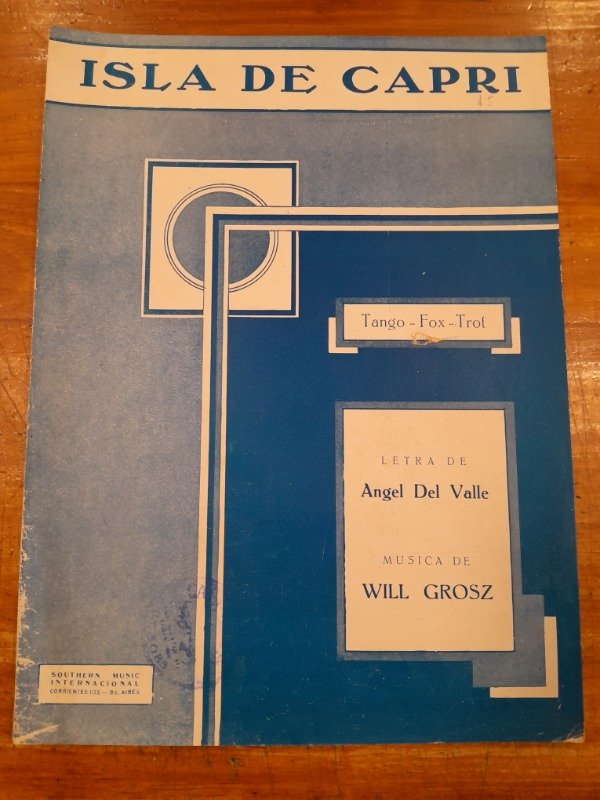 ISLA DE CAPRI
Tango - Fox - Trot
LETRA DE
Angel Del Valle
MUSICA DE
WILL GROSZ
SOUTHERN MUSIC
INTERNACIONAL